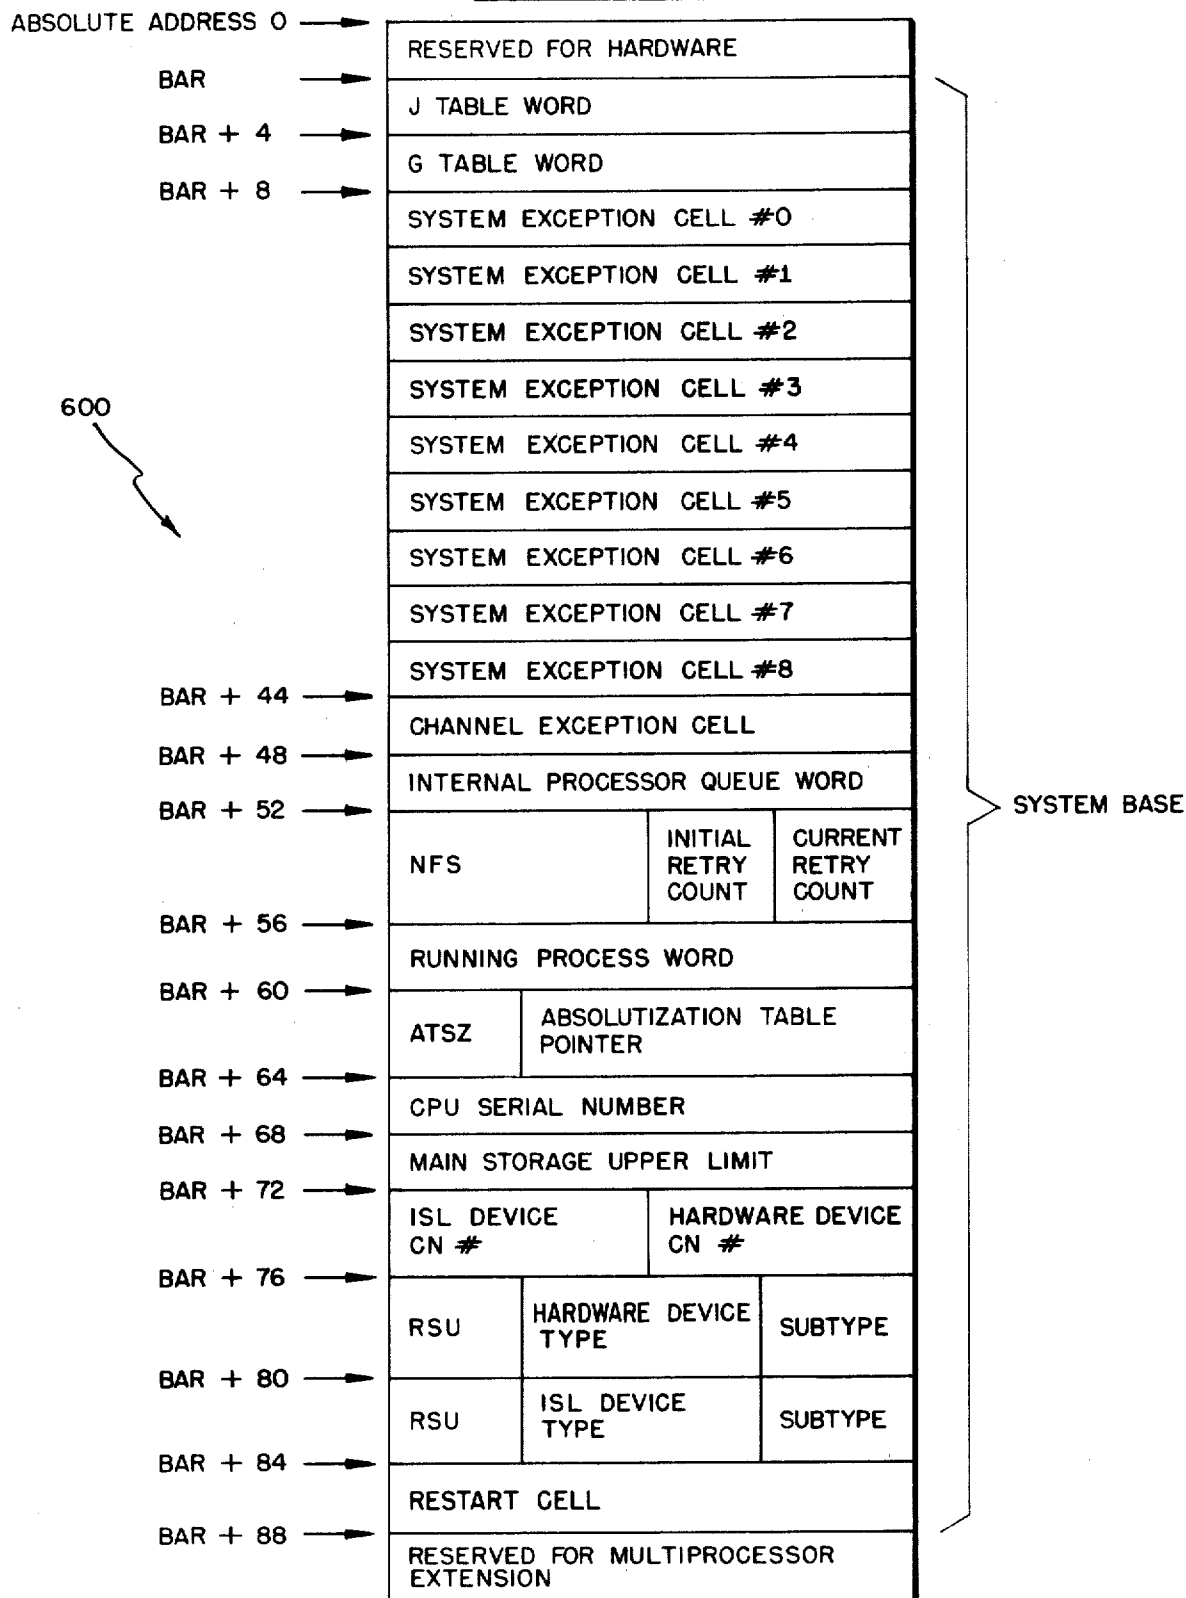 ABSOLUTE ADDRESS 0
RESERVED FOR HARDWARE
BAR
J TABLE WORD
BAR + 4
G TABLE WORD
BAR + 8
SYSTEM EXCEPTION CELL #0
SYSTEM EXCEPTION CELL #1
SYSTEM EXCEPTION CELL #2
SYSTEM EXCEPTION CELL #3
600
SYSTEM EXCEPTION CELL #4
SYSTEM EXCEPTION CELL #5
SYSTEM EXCEPTION CELL #6
SYSTEM EXCEPTION CELL #7
SYSTEM EXCEPTION CELL #8
BAR + 44
CHANNEL EXCEPTION CELL
BAR + 48
INTERNAL PROCESSOR QUEUE WORD
BAR + 52
SYSTEM BASE
NFS
INITIAL
RETRY
COUNT
CURRENT
RETRY
COUNT
BAR + 56
RUNNING PROCESS WORD
BAR + 60
ATSZ
ABSOLUTIZATION TABLE
POINTER
BAR + 64
CPU SERIAL NUMBER
BAR + 68
MAIN STORAGE UPPER LIMIT
BAR + 72
ISL DEVICE
CN #
HARDWARE DEVICE
CN #
BAR + 76
RSU
HARDWARE DEVICE
TYPE
SUBTYPE
BAR + 80
RSU
ISL DEVICE
TYPE
SUBTYPE
BAR + 84
RESTART CELL
BAR + 88
RESERVED FOR MULTIPROCESSOR
EXTENSION